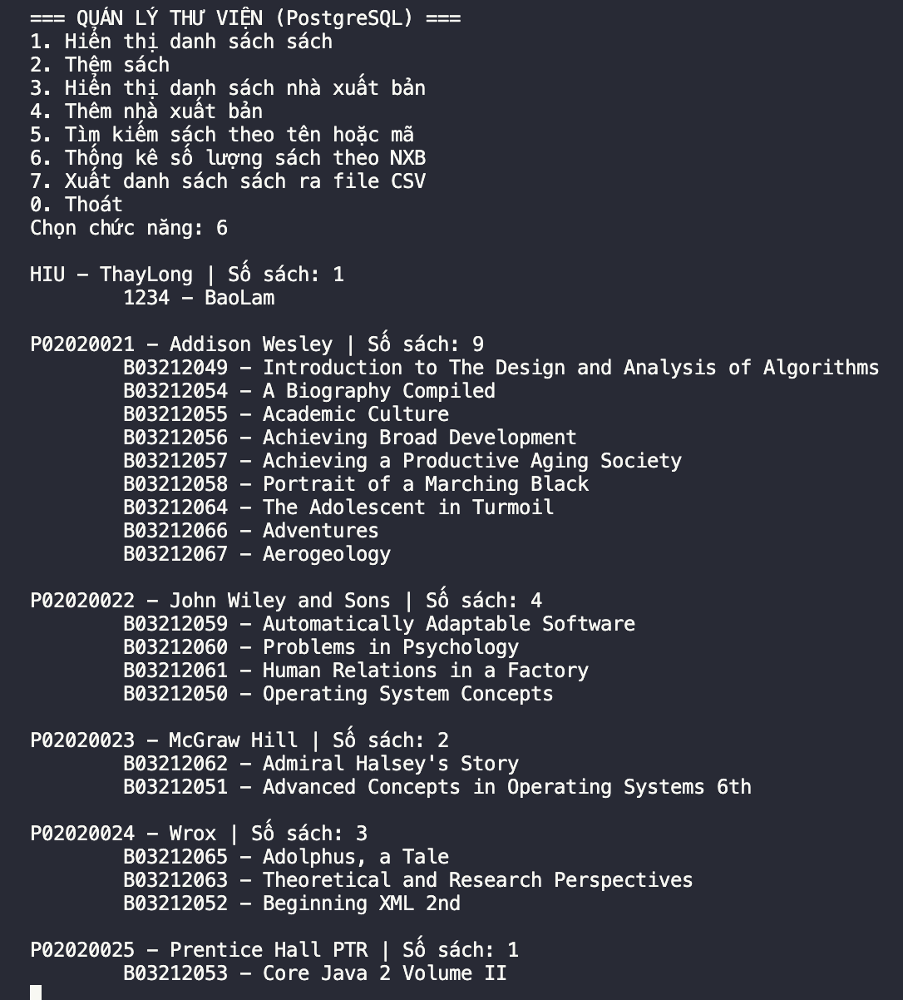 === QUẢN LÝ THƯ VIỆN (PostgreSQL) ===
1. Hiển thị danh sách sách
2. Thêm sách
3. Hiển thị danh sách nhà xuất bản
4. Thêm nhà xuất bản
5. Tìm kiếm sách theo tên hoặc mã
6. Thống kê số lượng sách theo NXB
7. Xuất danh sách sách ra file CSV
0. Thoát
Chọn chức năng: 6
HIU – ThayLong | Số sách: 1
1234 – BaoLam
P02020021 – Addison Wesley | Số sách: 9
B03212049 – Introduction to The Design and Analysis of Algorithms
B03212054 – A Biography Compiled
B03212055 – Academic Culture
B03212056 – Achieving Broad Development
B03212057 – Achieving a Productive Aging Society
B03212058 – Portrait of a Marching Black
B03212064 – The Adolescent in Turmoil
B03212066 – Adventures
B03212067 – Aerogeology
P02020022 – John Wiley and Sons | Số sách: 4
B03212059 – Automatically Adaptable Software
B03212060 – Problems in Psychology
B03212061 – Human Relations in a Factory
B03212050 – Operating System Concepts
P02020023 – McGraw Hill | Số sách: 2
B03212062 – Admiral Halsey's Story
B03212051 – Advanced Concepts in Operating Systems 6th
P02020024 – Wrox | Số sách: 3
B03212065 – Adolphus, a Tale
B03212063 – Theoretical and Research Perspectives
B03212052 – Beginning XML 2nd
P02020025 – Prentice Hall PTR | Số sách: 1
B03212053 – Core Java 2 Volume II